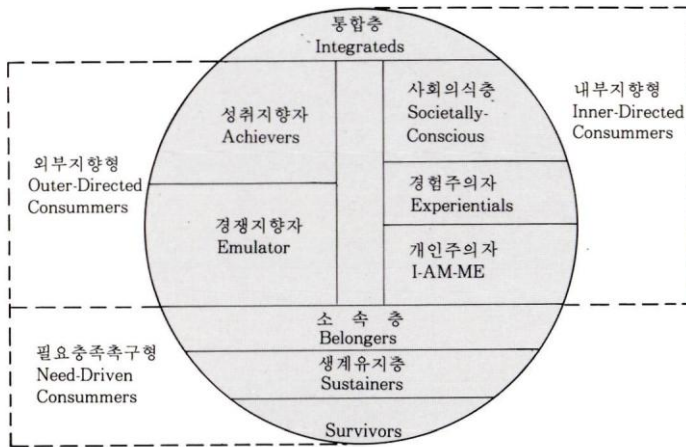 통합층
Integrateds
성취지향자
Achievers
사회의식층
Societally-
Conscious
내부지향형
Inner-Directed
Consummers
외부지향형
Outer-Directed
Consummers
경험주의자
Experientials
경쟁지향자
Emulator
개인주의자
I-AM-ME
소 속 층
Belongers
필요충족촉구형
Need-Driven
Consummers
생계유지층
Sustainers
Survivors